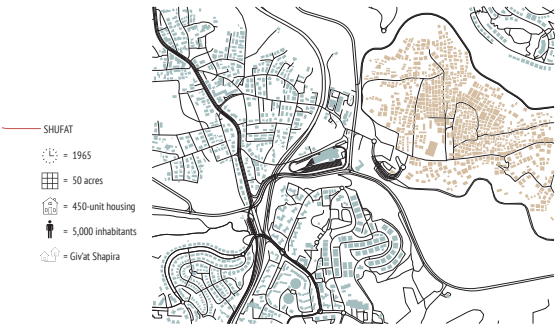 SHUFAT
= 1965
= 50 acres
= 450-unit housing
= 5,000 inhabitants
= Giv'at Shapira